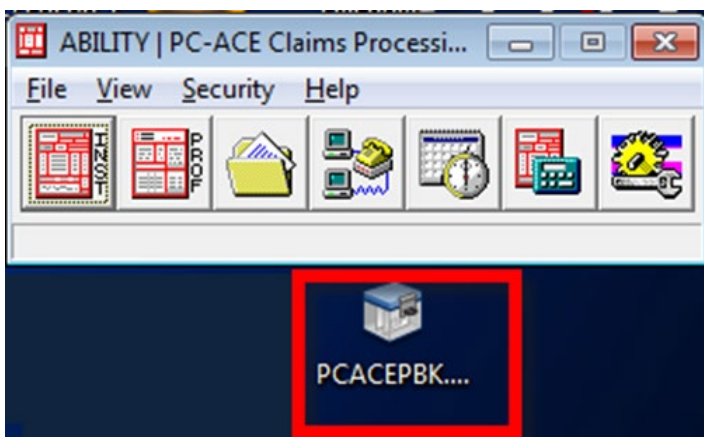 ABILITY | PC-ACE Claims Processi...
File View Security Help
INST
PROF
PCACEPBK....